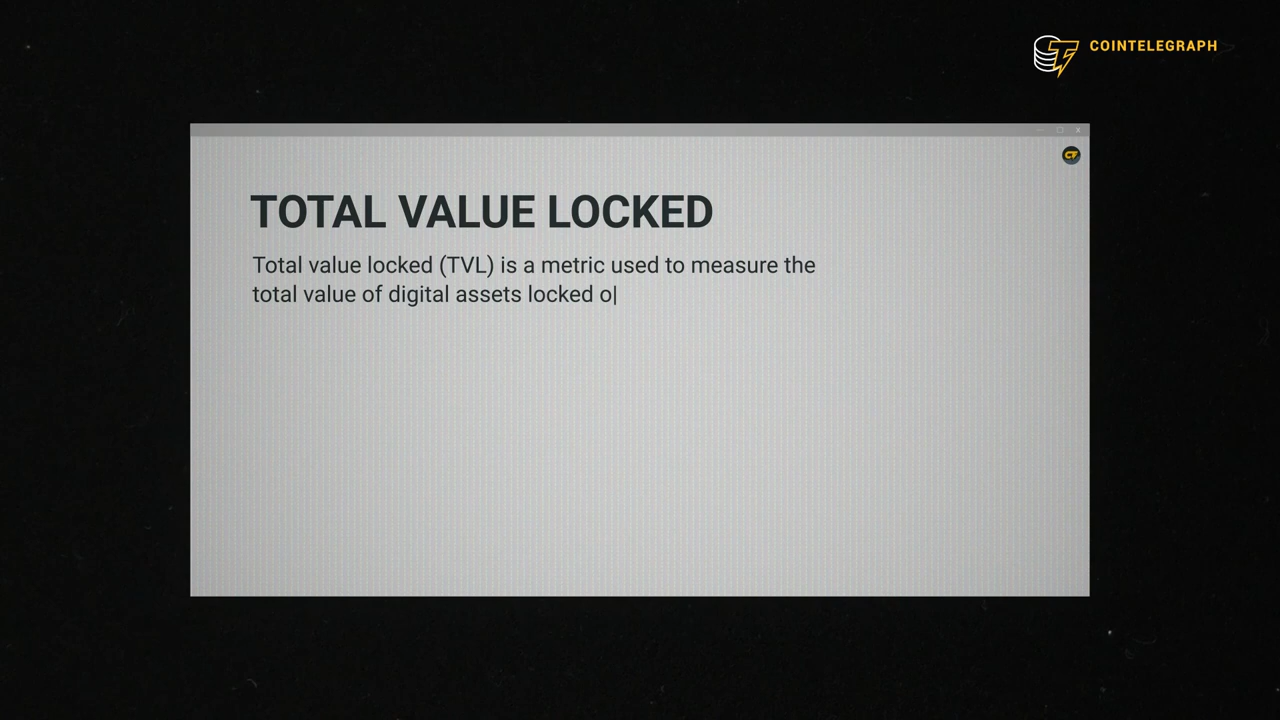 COINTELEGRAPH
TOTAL VALUE LOCKED
Total value locked (TVL) is a metric used to measure the
total value of digital assets locked o|